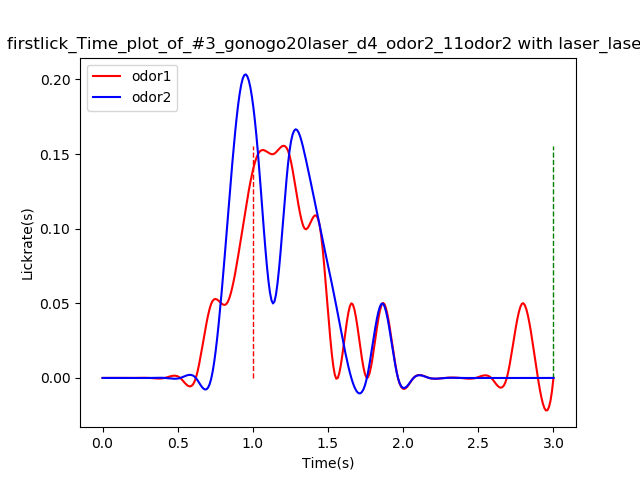 firstlick_Time_plot_of_#3_gonogo20laser_d4_odor2_11odor2 with laser_lase
odor1
odor2
0.20
0.15
0.10
0.05
0.00
Lickrate(s)
0.0 0.5 1.0 1.5 2.0 2.5 3.0
Time(s)